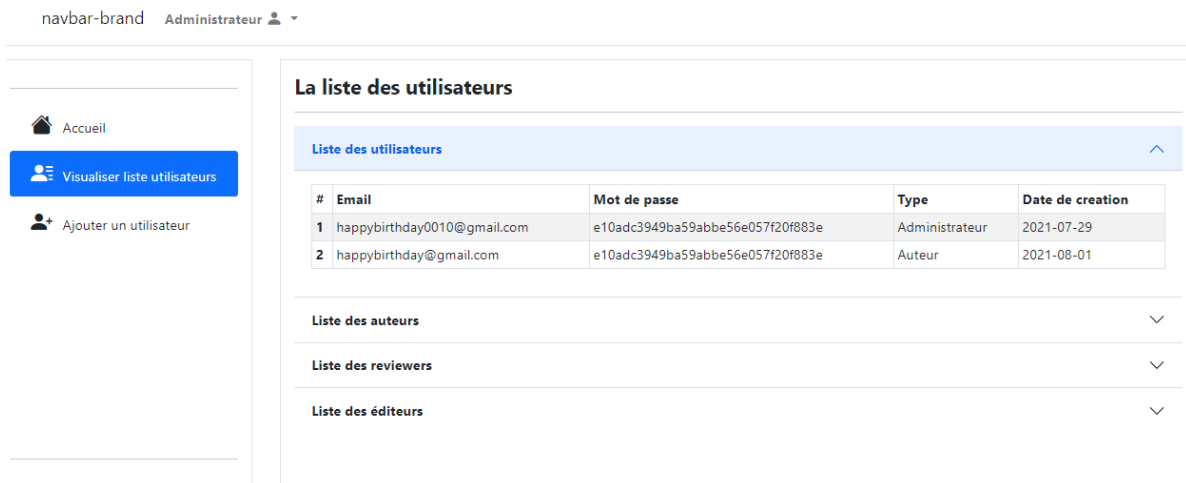 navbar-brand Administrateur
La liste des utilisateurs
Accueil
Visualiser liste utilisateurs
Ajouter un utilisateur
Liste des utilisateurs
# Email Mot de passe Type Date de creation
1 happybirthday0010@gmail.com e10adc3949ba59abbe56e057f20f883e Administrateur 2021-07-29
2 happybirthday@gmail.com e10adc3949ba59abbe56e057f20f883e Auteur 2021-08-01
Liste des auteurs
Liste des reviewers
Liste des éditeurs